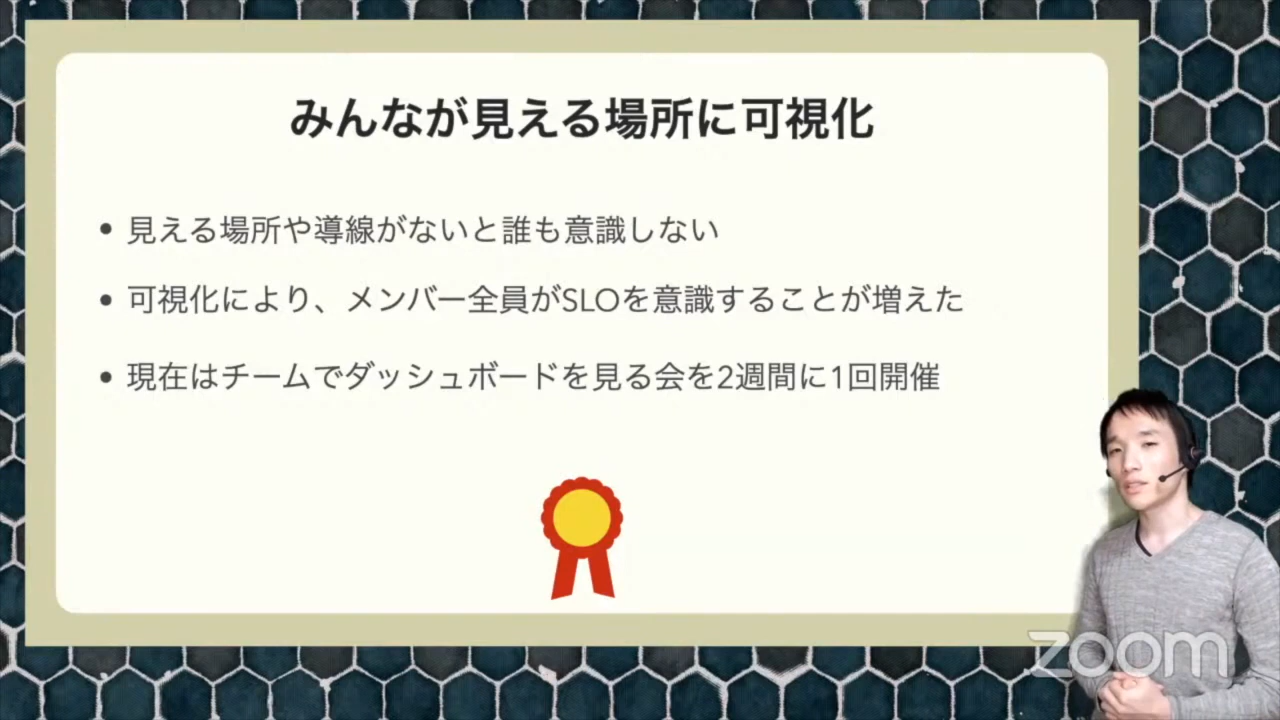 みんなが見える場所に可視化
• 見える場所や導線がないと誰も意識しない
• 可視化により、メンバー全員がSLOを意識することが増えた
• 現在はチームでダッシュボードを見る会を2週間に1回開催
zoom